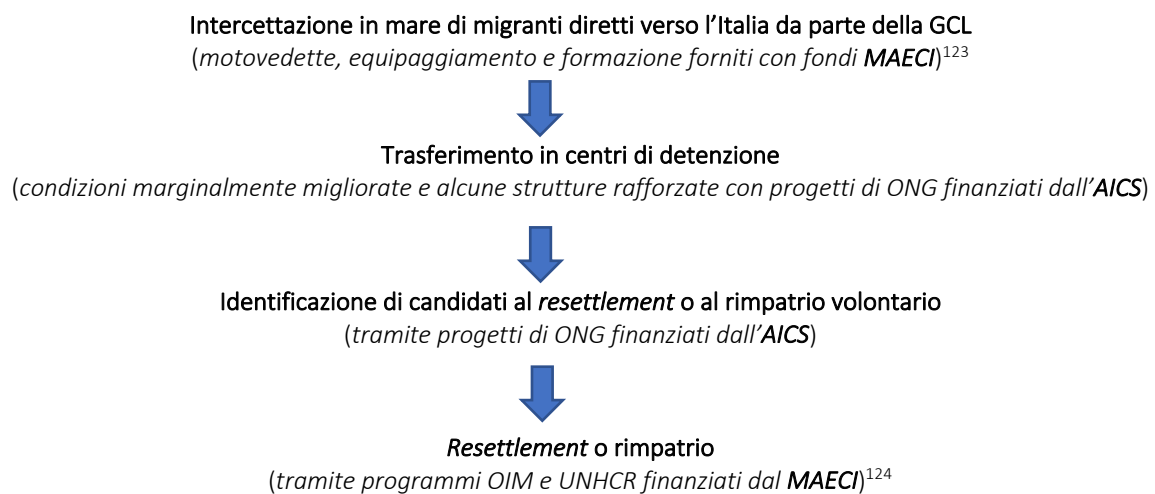 Intercettazione in mare di migranti diretti verso l’Italia da parte della GCL
(motovedette, equipaggiamento e formazione forniti con fondi MAECI)¹²³
Trasferimento in centri di detenzione
(condizioni marginalmente migliorate e alcune strutture rafforzate con progetti di ONG finanziati dall’AICS)
Identificazione di candidati al resettlement o al rimpatrio volontario
(tramite progetti di ONG finanziati dall’AICS)
Resettlement o rimpatrio
(tramite programmi OIM e UNHCR finanziati dal MAECI)¹²⁴